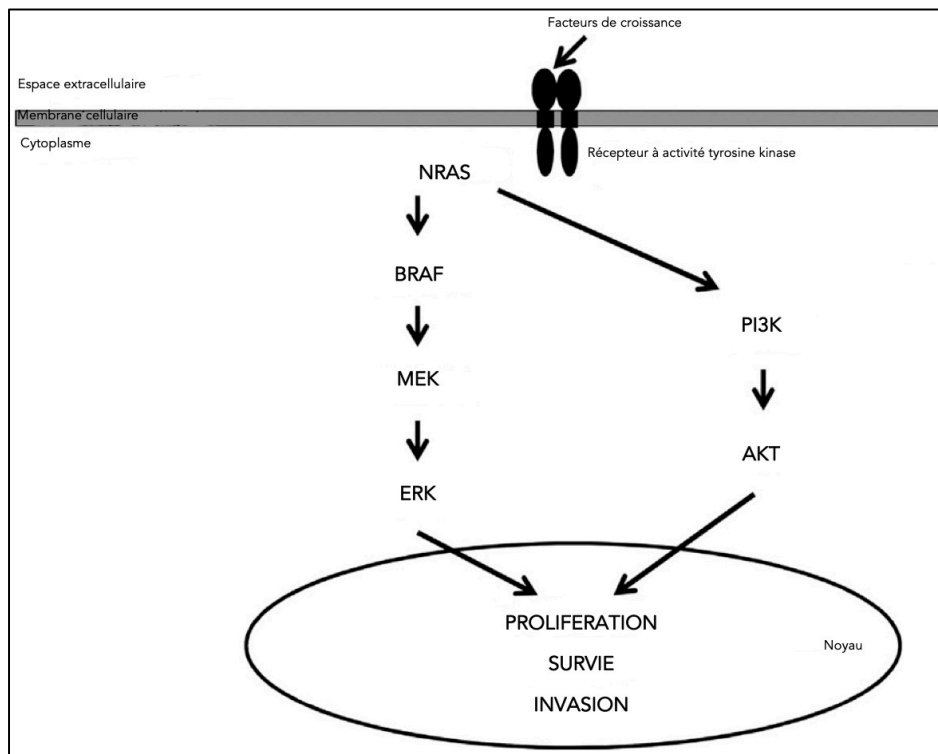 Facteurs de croissance
Espace extracellulaire
Membrane cellulaire
Cytoplasme
Récepteur à activité tyrosine kinase
NRAS
BRAF
PI3K
MEK
AKT
ERK
PROLIFERATION
Noyau
SURVIE
INVASION